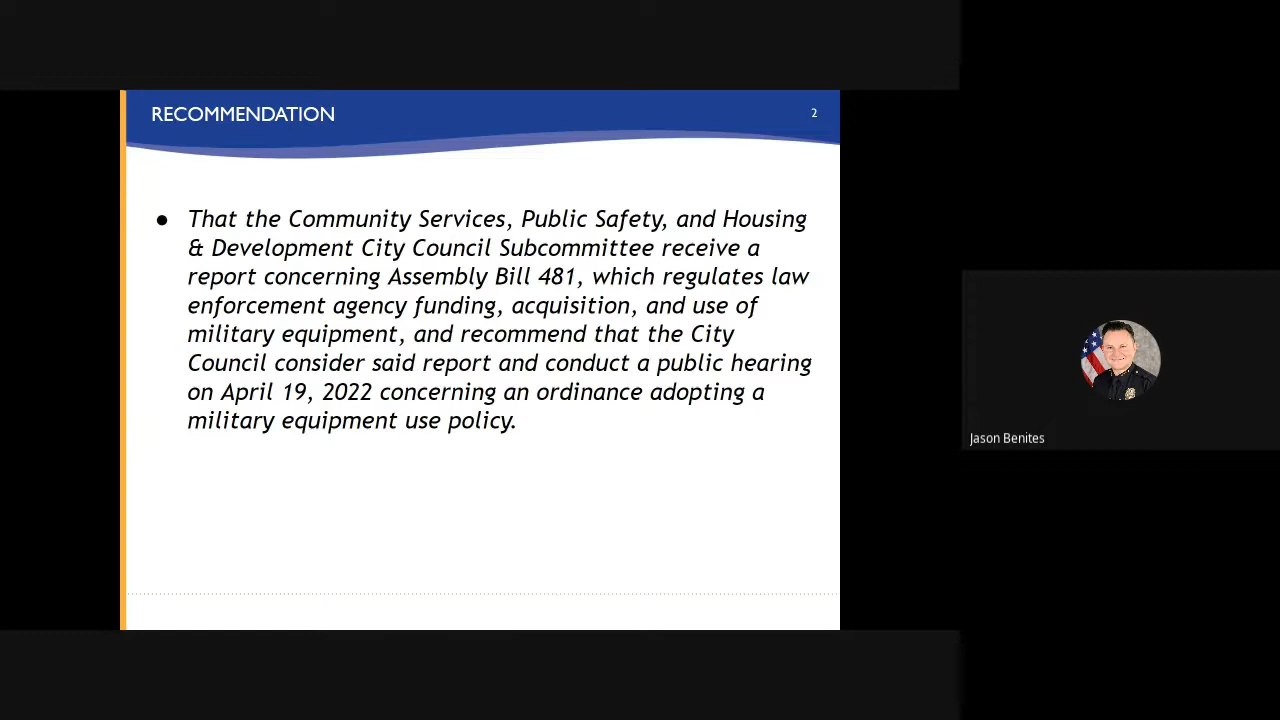 RECOMMENDATION
2
● That the Community Services, Public Safety, and Housing
& Development City Council Subcommittee receive a
report concerning Assembly Bill 481, which regulates law
enforcement agency funding, acquisition, and use of
military equipment, and recommend that the City
Council consider said report and conduct a public hearing
on April 19, 2022 concerning an ordinance adopting a
military equipment use policy.
Jason Benites